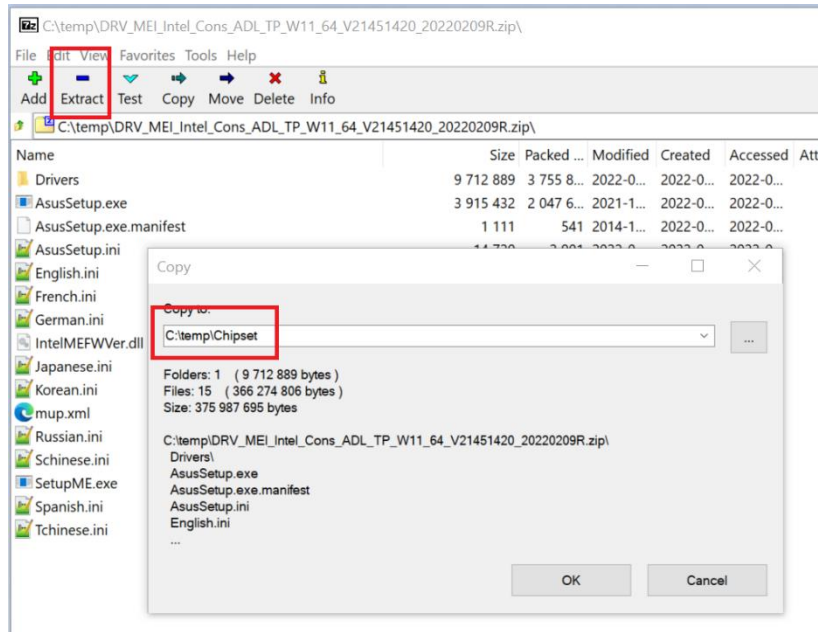 C:\temp\DRV_MEI_Intel_Cons_ADL_TP_W11_64_V21451420_20220209R.zip\
File Edit View Favorites Tools Help
Add Extract Test Copy Move Delete Info
C:\temp\DRV_MEI_Intel_Cons_ADL_TP_W11_64_V21451420_20220209R.zip\
Name Size Packed ... Modified Created Accessed Att
Drivers 9 712 889 3 755 8... 2022-0... 2022-0... 2022-0...
AsusSetup.exe 3 915 432 2 047 6... 2021-1... 2022-0... 2022-0...
AsusSetup.exe.manifest 1 111 541 2014-1... 2022-0... 2022-0...
AsusSetup.ini
English.ini
French.ini
German.ini
IntelMEFWVer.dll
Japanese.ini
Korean.ini
mup.xml
Russian.ini
Schinese.ini
SetupME.exe
Spanish.ini
Tchinese.ini
Copy
Copy to:
C:\temp\Chipset
...
Folders: 1 ( 9 712 889 bytes )
Files: 15 ( 366 274 806 bytes )
Size: 375 987 695 bytes
C:\temp\DRV_MEI_Intel_Cons_ADL_TP_W11_64_V21451420_20220209R.zip\
Drivers\
AsusSetup.exe
AsusSetup.exe.manifest
AsusSetup.ini
English.ini
...
OK Cancel